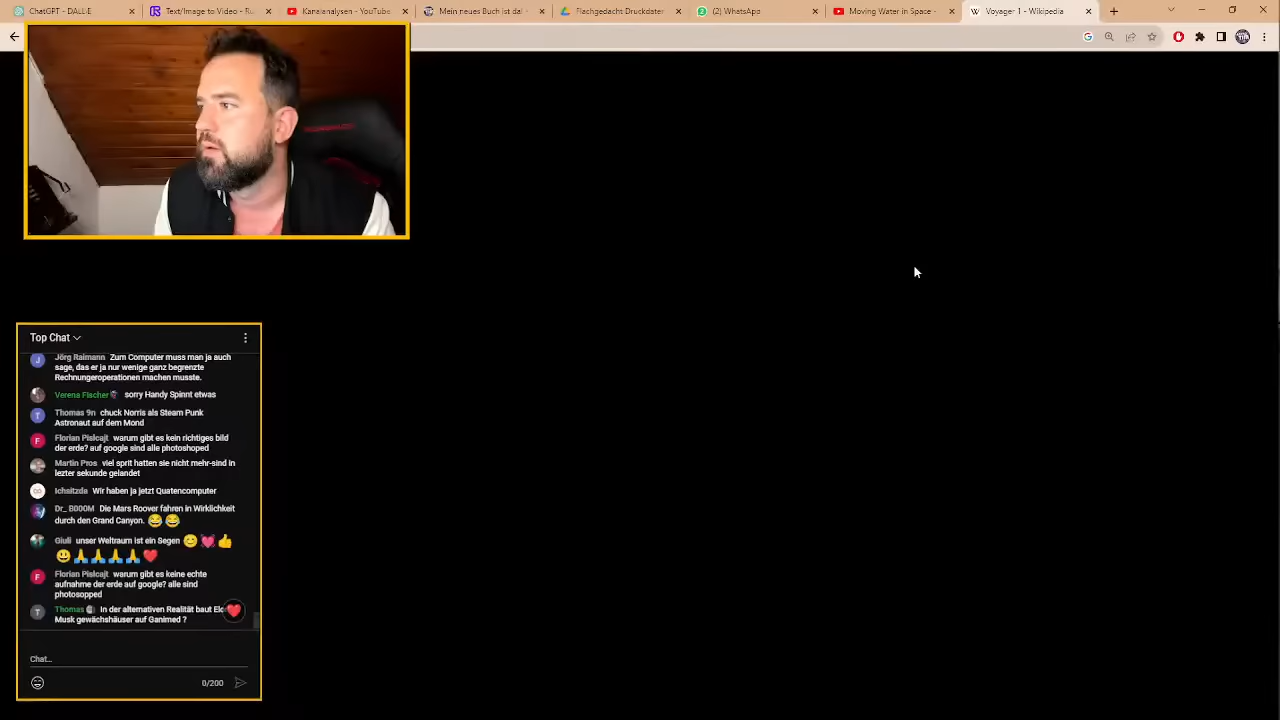 ChatGPT - DALL·E
Text/Image to Video - Ru
Kanalanalysen - YouTube
Mein neues Buch ist da! -
Flachgedacht Druckdater
(2) WhatsApp
Moving Water in Space -
Voyager 1 - Wikipedia
Top Chat
Jörg Raimann Zum Computer muss man ja auch
sage, das er ja nur wenige ganz begrenzte
Rechnungeroperationen machen musste.
Verena Fischer sorry Handy Spinnt etwas
Thomas 9n chuck Norris als Steam Punk
Astronaut auf dem Mond
Florian Pislcajt warum gibt es kein richtiges bild
der erde? auf google sind alle photoshoped
Martin Pros viel sprit hatten sie nicht mehr-sind in
lezter sekunde gelandet
Ichsitzda Wir haben ja jetzt Quatencomputer
Dr_ B000M Die Mars Roover fahren in Wirklichkeit
durch den Grand Canyon. 😂 😂
Giuli unser Weltraum ist ein Segen 😊 💓 👍
😃 🙏 🙏 🙏 🙏 ❤️
Florian Pislcajt warum gibt es keine echte
aufnahme der erde auf google? alle sind
photosopped
Thomas In der alternativen Realität baut Elo
Musk gewächshäuser auf Ganimed ?
Chat...
0/200